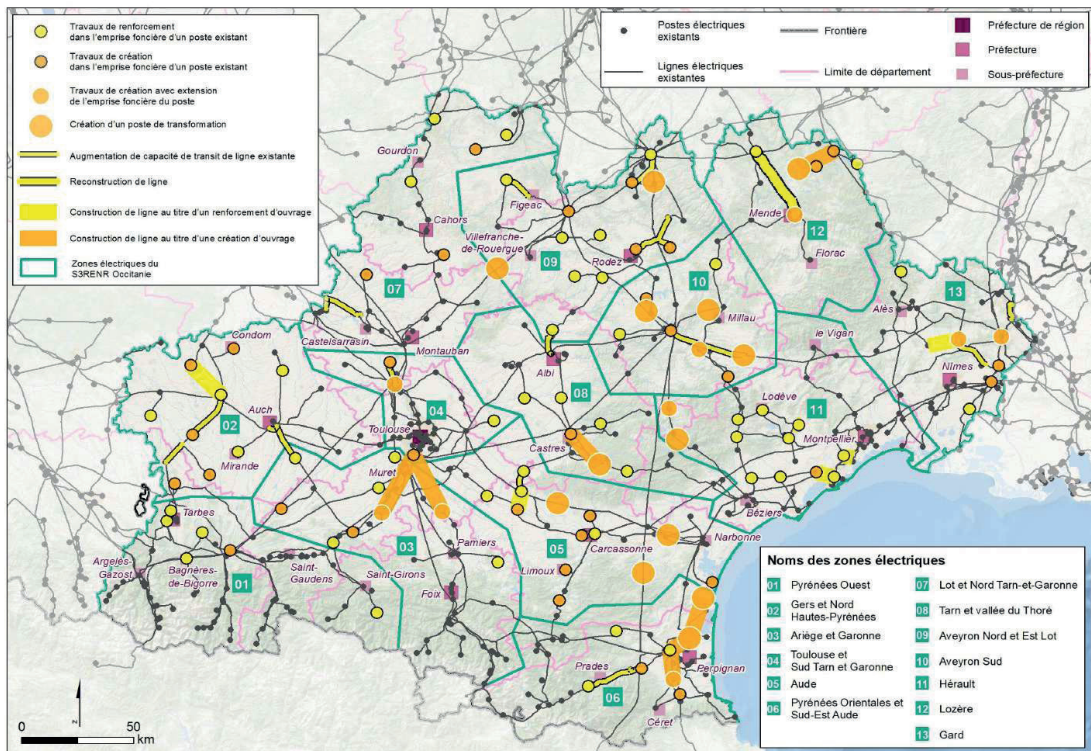 Travaux de renforcement
dans l'emprise foncière d'un poste existant
Travaux de création
dans l'emprise foncière d'un poste existant
Travaux de création avec extension
de l'emprise foncière du poste
Création d'un poste de transformation
Augmentation de capacité de transit de ligne existante
Reconstruction de ligne
Construction de ligne au titre d'un renforcement d'ouvrage
Construction de ligne au titre d'une création d'ouvrage
Zones électriques du
S3RENR Occitanie
Postes électriques
existants
Lignes électriques
existantes
Frontière
Limite de département
Préfecture de région
Préfecture
Sous-préfecture
Gourdon
Cahors
Figeac
Villefranche-
de-Rouergue
09
Rodez
Mende
12
Florac
07
10
Millau
13
Alès
le Vigan
Castelsarrasin
Montauban
Condom
Albi
Nîmes
02
Auch
Mirande
04
Toulouse
08
Lodève
11
Montpellier
Castres
Muret
Béziers
Tarbes
Argelès-
Gazost
Bagnères-
de-Bigorre
01
Saint-
Gaudens
03
Pamiers
Saint-Girons
Foix
05
Carcassonne
Limoux
Narbonne
Prades
06
Perpignan
Céret
Noms des zones électriques
01 Pyrénées Ouest
02 Gers et Nord
Hautes-Pyrénées
03 Ariège et Garonne
04 Toulouse et
Sud Tarn et Garonne
05 Aude
06 Pyrénées Orientales et
Sud-Est Aude
07 Lot et Nord Tarn-et-Garonne
08 Tarn et vallée du Thoré
09 Aveyron Nord et Est Lot
10 Aveyron Sud
11 Hérault
12 Lozère
13 Gard
N
0 50
km